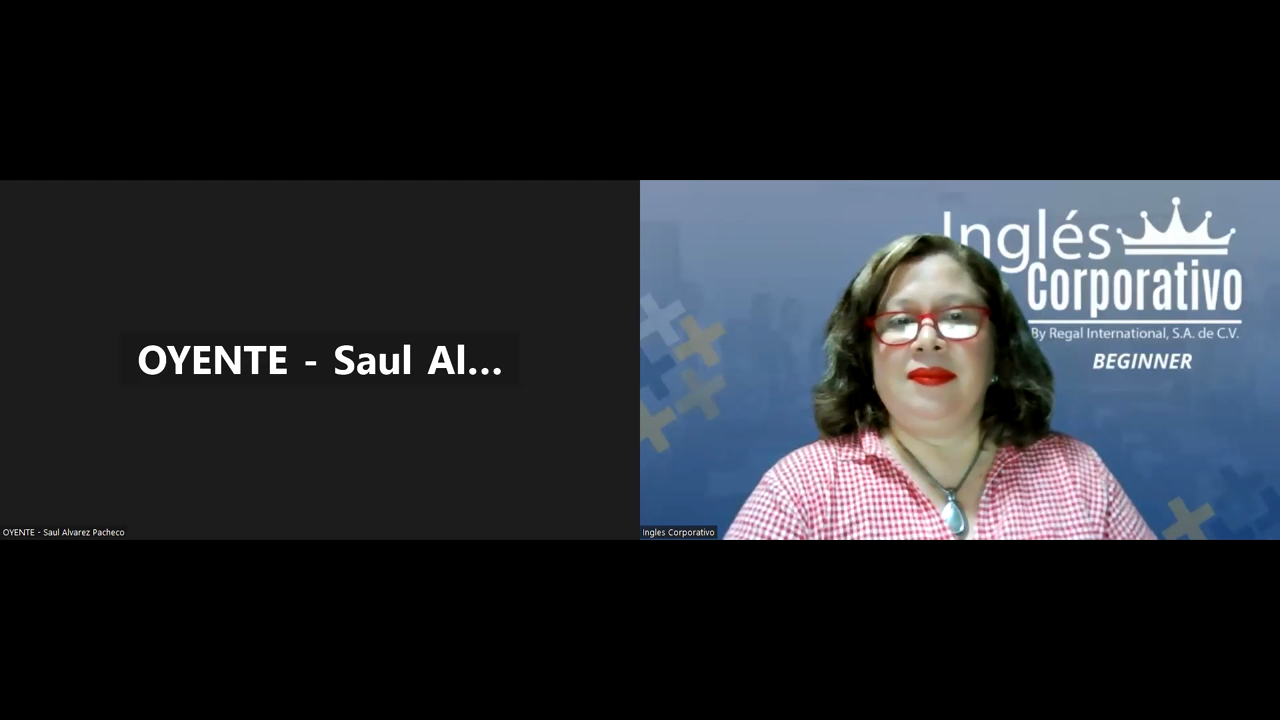 OYENTE - Saul Al...
OYENTE - Saul Alvarez Pacheco
Inglés
Corporativo
By Regal International, S.A. de C.V.
BEGINNER
Ingles Corporativo